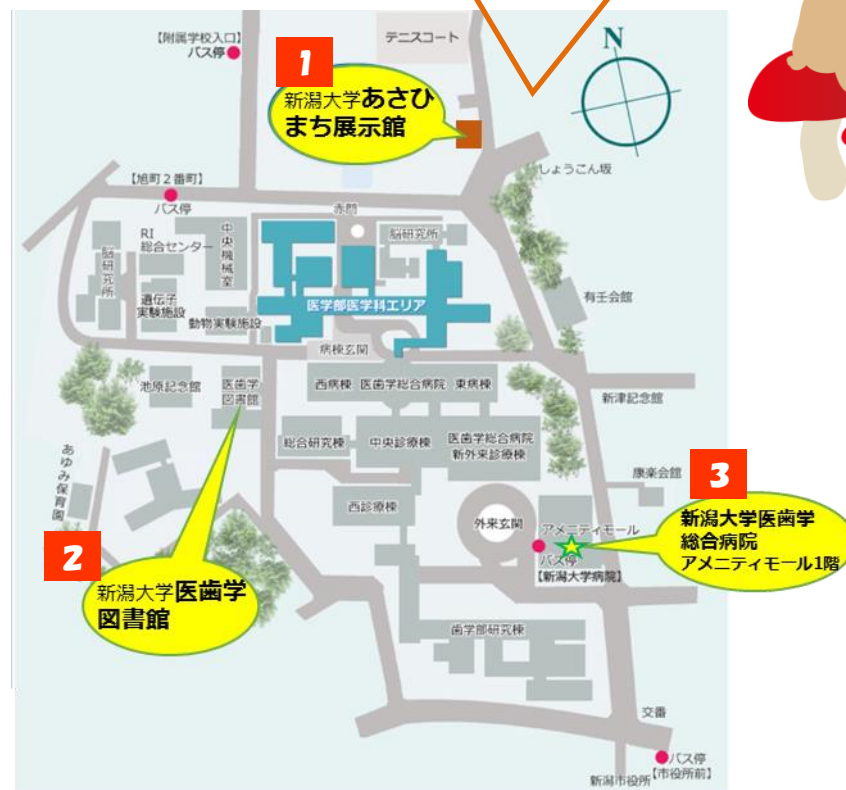 【附属学校入口】
バス停
テニスコート
N
1
新潟大学あさひ
まち展示館
しょうこん坂
【旭町2番町】
バス停
赤門
RI
総合センター
中央機械室
脳研究所
脳研究所
遺伝子
実験施設
動物実験施設
医学部医学科エリア
有壬会館
病棟玄関
池原記念館
医歯学
図書館
西病棟
医歯学総合病院
東病棟
新津記念館
総合研究棟
中央診療棟
医歯学総合病院
新外来診療棟
あゆみ保育園
康楽会館
3
西診療棟
外来玄関
アメニティモール
バス停
【新潟大学病院】
新潟大学医歯学
総合病院
アメニティモール1階
2
新潟大学医歯学
図書館
歯学部研究棟
交番
バス停
【市役所前】
新潟市役所